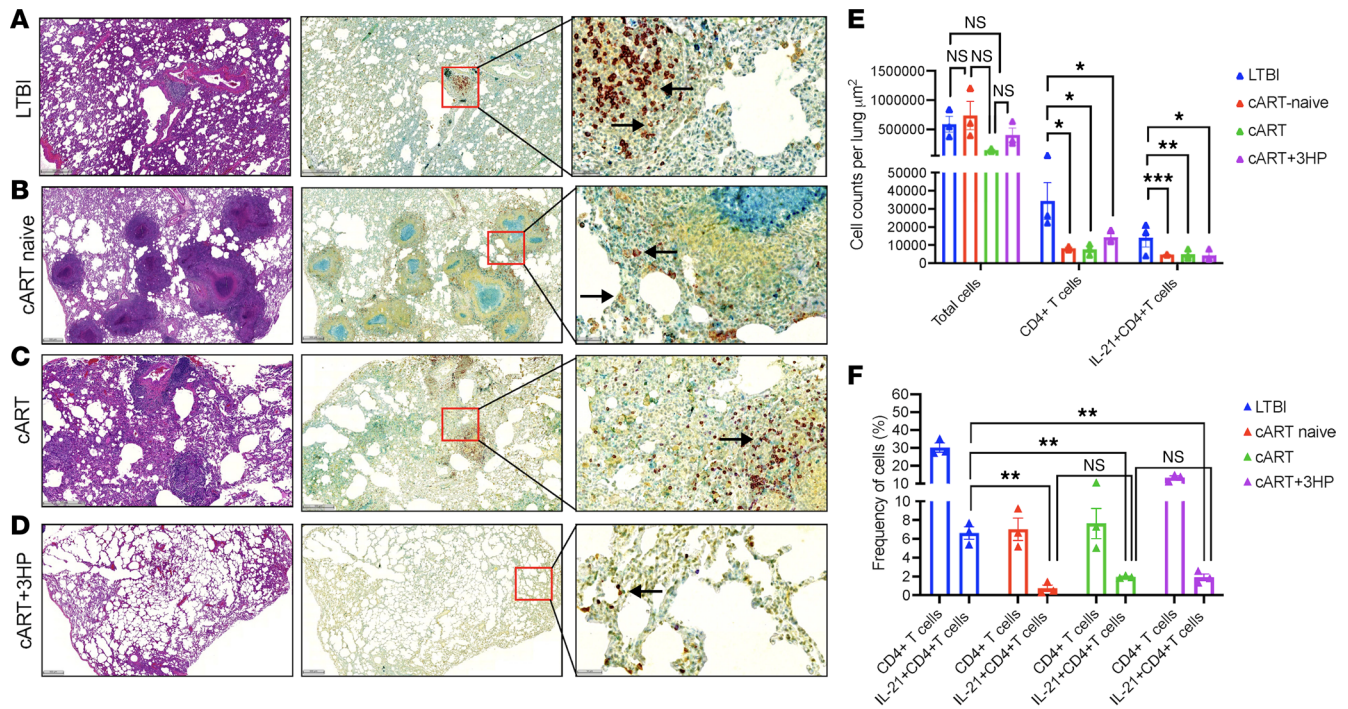 A
LTBI
B
cART naive
C
cART
D
cART+3HP
E
NS
NS NS
NS
*
*
*
*
**
***
Cell counts per lung µm²
1500000
1000000
500000
50000
40000
30000
20000
10000
0
Total cells
CD4+ T cells
IL-21+CD4+T cells
LTBI
cART-naive
cART
cART+3HP
F
Frequency of cells (%)
60
50
40
30
20
10
10
8
6
4
2
0
**
**
**
NS
NS
CD4+ T cells
IL-21+CD4+T cells
CD4+ T cells
IL-21+CD4+T cells
CD4+ T cells
IL-21+CD4+T cells
CD4+ T cells
IL-21+CD4+T cells
LTBI
cART naive
cART
cART+3HP